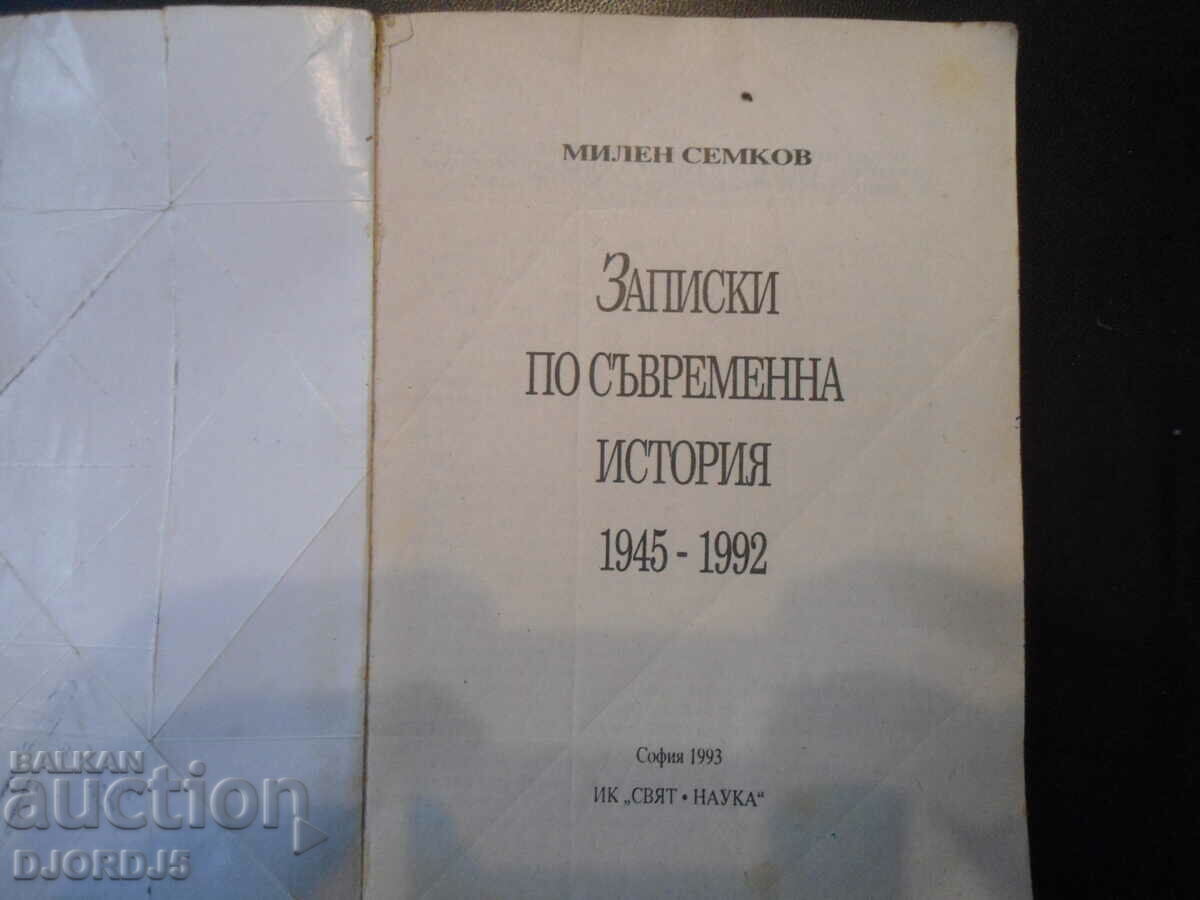 МИЛЕН СЕМКОВ
ЗАПИСКИ
ПО СЪВРЕМЕННА
ИСТОРИЯ
1945 - 1992
София 1993
ИК „СВЯТ • НАУКА“
BALKAN
auction
DJORDJ5